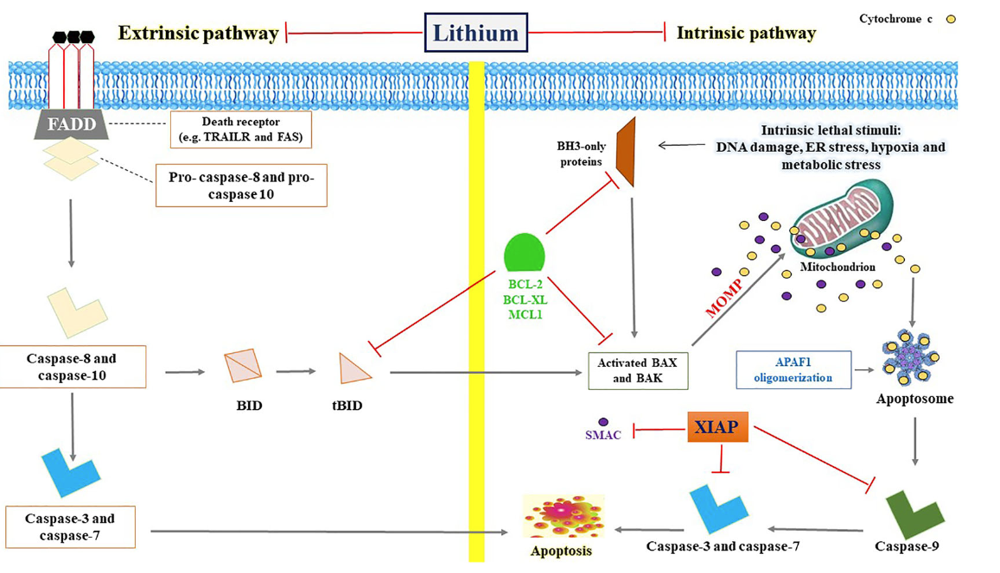 Cytochrome c
Extrinsic pathway
Lithium
Intrinsic pathway
FADD
Death receptor
(e.g. TRAILR and FAS)
Pro- caspase-8 and pro-
caspase 10
BH3-only
proteins
Intrinsic lethal stimuli:
DNA damage, ER stress, hypoxia and
metabolic stress
Mitochondrion
BCL-2
BCL-XL
MCL1
MOMP
Caspase-8 and
caspase-10
BID
tBID
Activated BAX
and BAK
APAF1
oligomerization
Apoptosome
SMAC
XIAP
Caspase-3 and
caspase-7
Apoptosis
Caspase-3 and caspase-7
Caspase-9